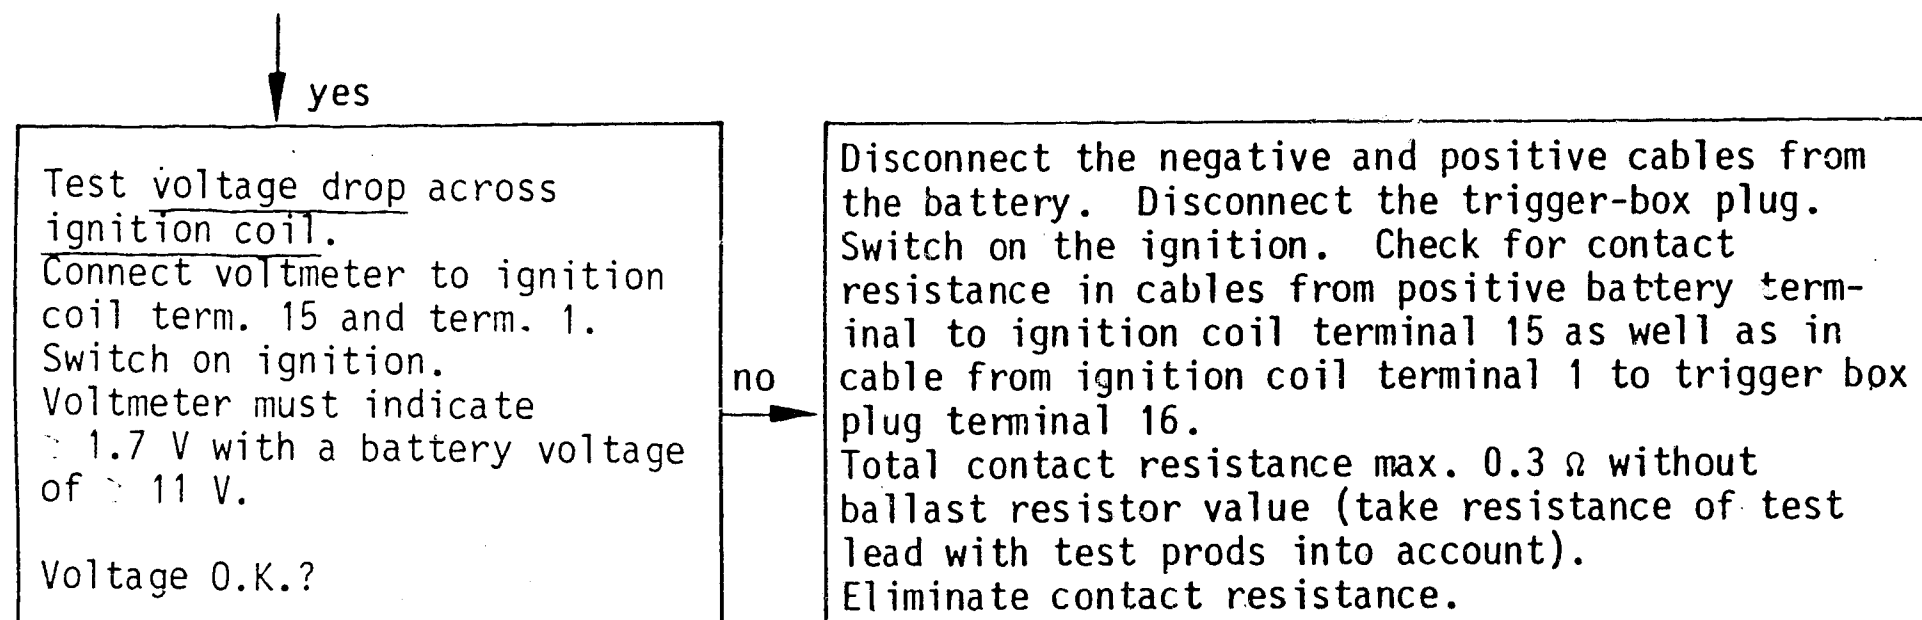 yes
Test voltage drop across
ignition coil.
Connect voltmeter to ignition
coil term. 15 and term. 1.
Switch on ignition.
Voltmeter must indicate
1.7 V with a battery voltage
of 11 V.
Voltage O.K.?
no
Disconnect the negative and positive cables from
the battery. Disconnect the trigger-box plug.
Switch on the ignition. Check for contact
resistance in cables from positive battery term-
inal to ignition coil terminal 15 as well as in
cable from ignition coil terminal 1 to trigger box
plug terminal 16.
Total contact resistance max. 0.3 Ω without
ballast resistor value (take resistance of test
lead with test prods into account).
Eliminate contact resistance.